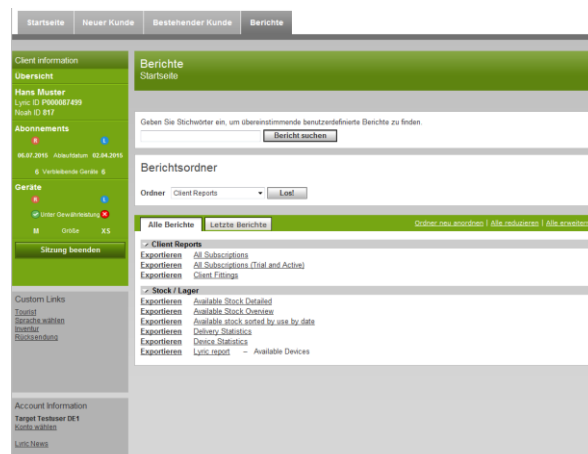 Startseite Neuer Kunde Bestehender Kunde Berichte
Client information
Übersicht
Hans Muster
Lyric ID P000087499
Noah ID 817
Abonnements
R L
06.07.2015 Ablaufdatum 02.04.2015
6 Verbleibende Geräte 6
Geräte
R L
Unter Gewährleistung
M Größe XS
Sitzung beenden
Custom Links
Tourist
Sprache wählen
Inventur
Rücksendung
Account Information
Target Testuser DE1
Konto wählen
Lyric News
Berichte
Startseite
Geben Sie Stichwörter ein, um übereinstimmende benutzerdefinierte Berichte zu finden.
Bericht suchen
Berichtsordner
Ordner Client Reports Los!
Alle Berichte Letzte Berichte Ordner neu anordnen | Alle reduzieren | Alle erweitern
Client Reports
Exportieren All Subscriptions
Exportieren All Subscriptions (Trial and Active)
Exportieren Client Fittings
Stock / Lager
Exportieren Available Stock Detailed
Exportieren Available Stock Overview
Exportieren Available stock sorted by use by date
Exportieren Delivery Statistics
Exportieren Device Statistics
Exportieren Lyric report – Available Devices